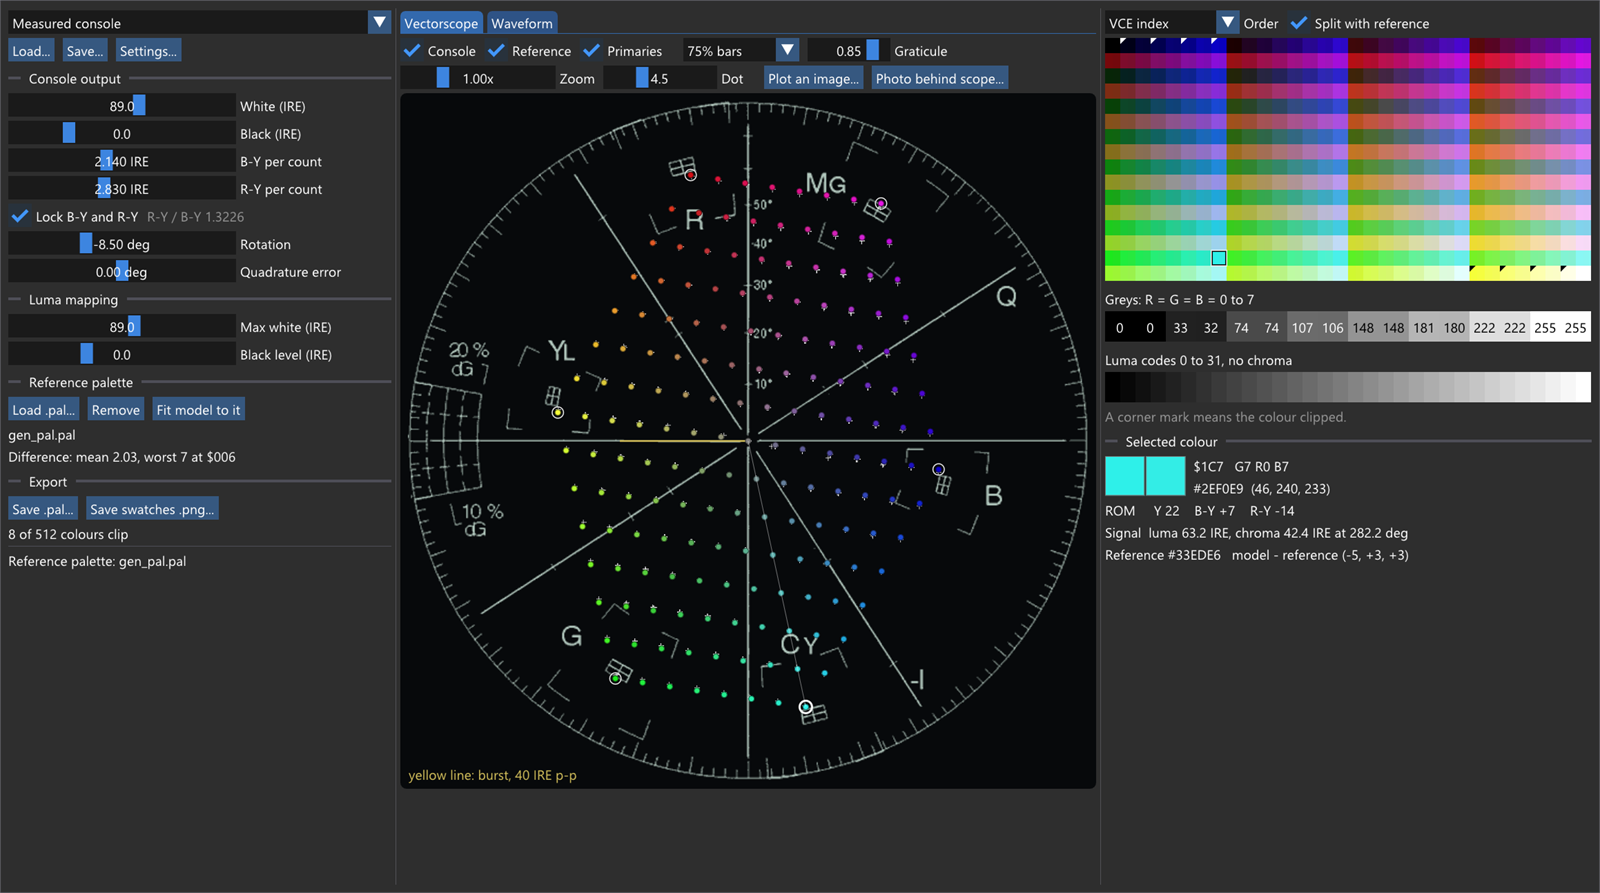 Measured console
Load... Save... Settings...
Console output
89.0 White (IRE)
0.0 Black (IRE)
2.140 IRE B-Y per count
2.830 IRE R-Y per count
Lock B-Y and R-Y R-Y / B-Y 1.3226
-8.50 deg Rotation
0.00 deg Quadrature error
Luma mapping
89.0 Max white (IRE)
0.0 Black level (IRE)
Reference palette
Load .pal... Remove Fit model to it
gen_pal.pal
Difference: mean 2.03, worst 7 at $006
Export
Save .pal... Save swatches .png...
8 of 512 colours clip
Reference palette: gen_pal.pal
Vectorscope Waveform
Console Reference Primaries 75% bars 0.85 Graticule
1.00x Zoom 4.5 Dot Plot an image... Photo behind scope...
MG
R
50°
40°
30°
20°
10°
Q
YL
20 %
dG
B
10 %
dG
G
CY
-I
yellow line: burst, 40 IRE p-p
VCE index Order Split with reference
Greys: R = G = B = 0 to 7
0 0 33 32 74 74 107 106 148 148 181 180 222 222 255 255
Luma codes 0 to 31, no chroma
A corner mark means the colour clipped.
Selected colour
$1C7 G7 R0 B7
#2EF0E9 (46, 240, 233)
ROM Y 22 B-Y +7 R-Y -14
Signal luma 63.2 IRE, chroma 42.4 IRE at 282.2 deg
Reference #33EDE6 model - reference (-5, +3, +3)